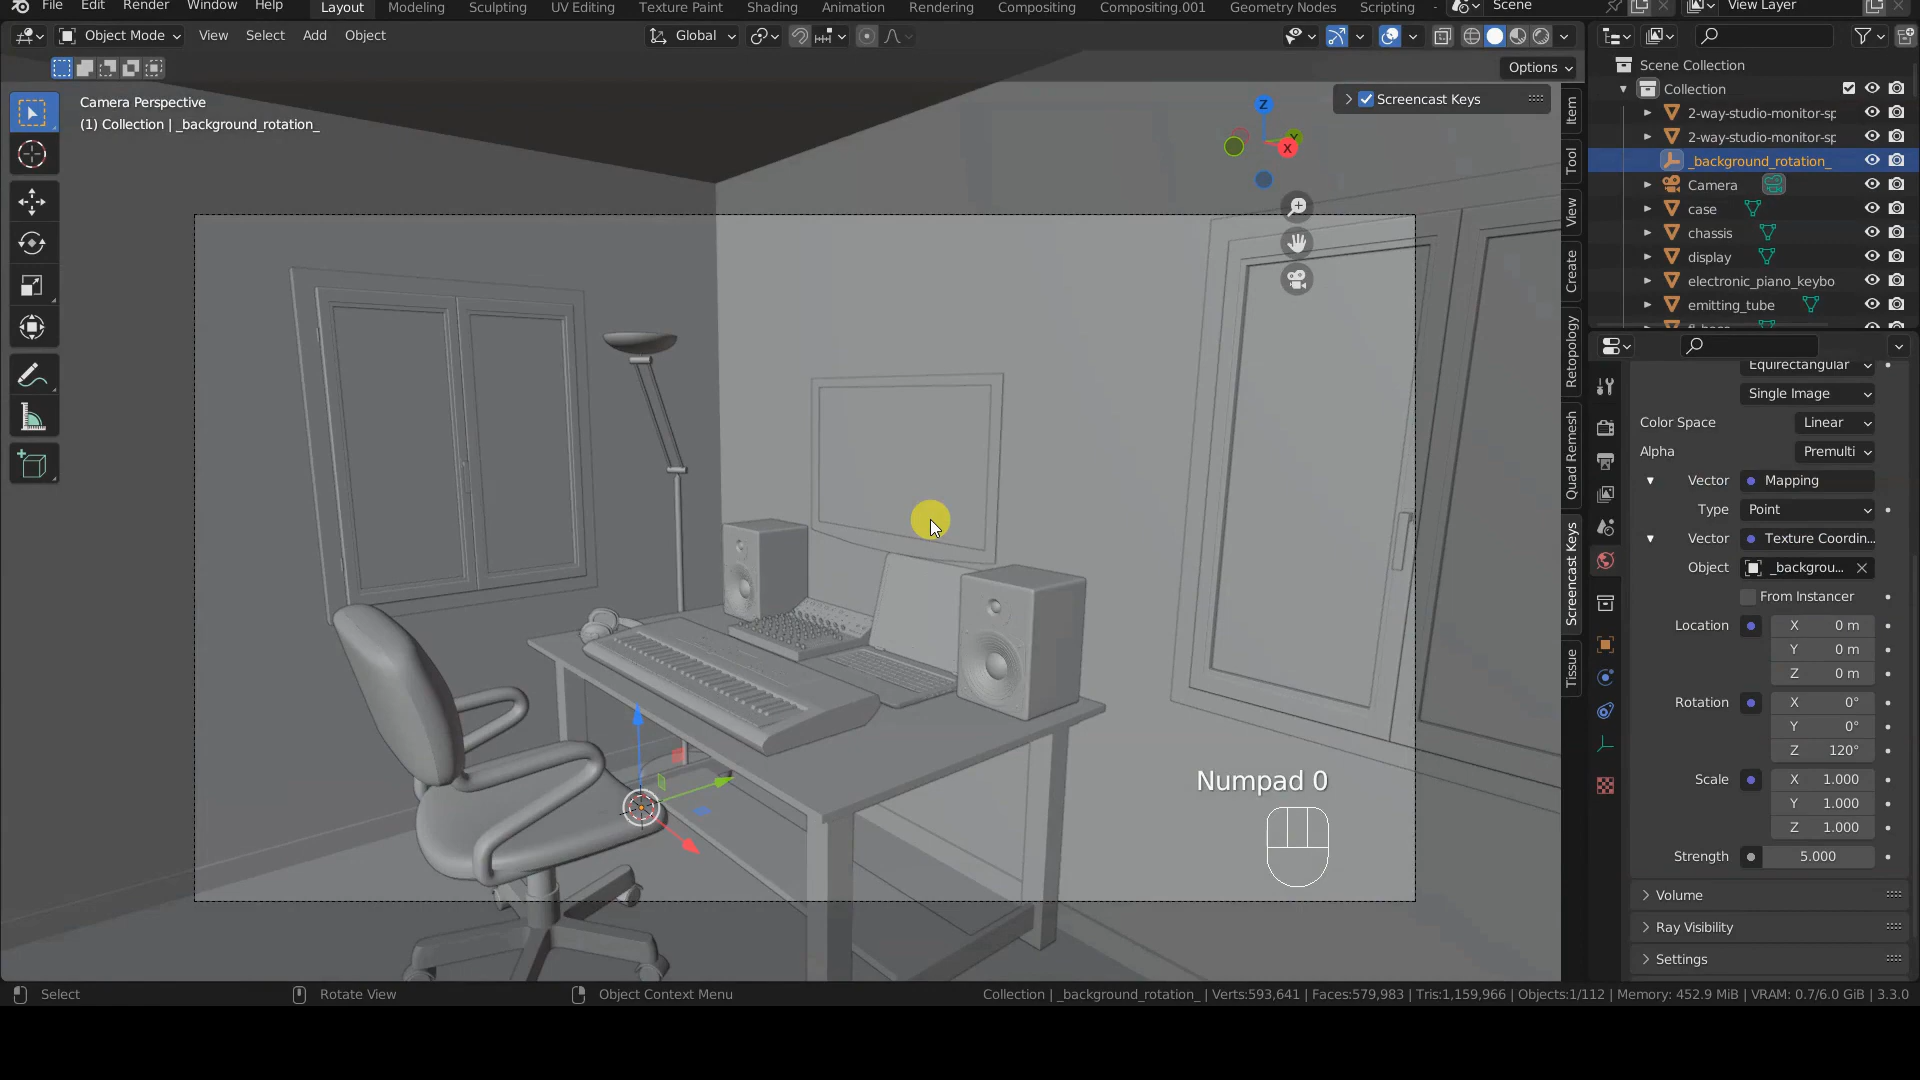 File Edit Render Window Help Layout Modeling Sculpting UV Editing Texture Paint Shading Animation Rendering Compositing Compositing.001 Geometry Nodes Scripting Scene View Layer
Object Mode View Select Add Object Global
Options
Camera Perspective
(1) Collection | _background_rotation_
Screencast Keys
Z
Y
X
Item
Tool
View
Create
Retopology
Quad Remesh
Screencast Keys
Tissue
Numpad 0
Scene Collection
Collection
2-way-studio-monitor-sp
2-way-studio-monitor-sp
_background_rotation_
Camera
case
chassis
display
electronic_piano_keybo
emitting_tube
Equirectangular
Single Image
Color Space Linear
Alpha Premulti
Vector Mapping
Type Point
Vector Texture Coordin...
Object _backgrou...
From Instancer
Location X 0 m
Y 0 m
Z 0 m
Rotation X 0°
Y 0°
Z 120°
Scale X 1.000
Y 1.000
Z 1.000
Strength 5.000
Volume
Ray Visibility
Settings
Select Rotate View Object Context Menu Collection | _background_rotation_ | Verts:593,641 | Faces:579,983 | Tris:1,159,966 | Objects:1/112 | Memory: 452.9 MiB | VRAM: 0.7/6.0 GiB | 3.3.0